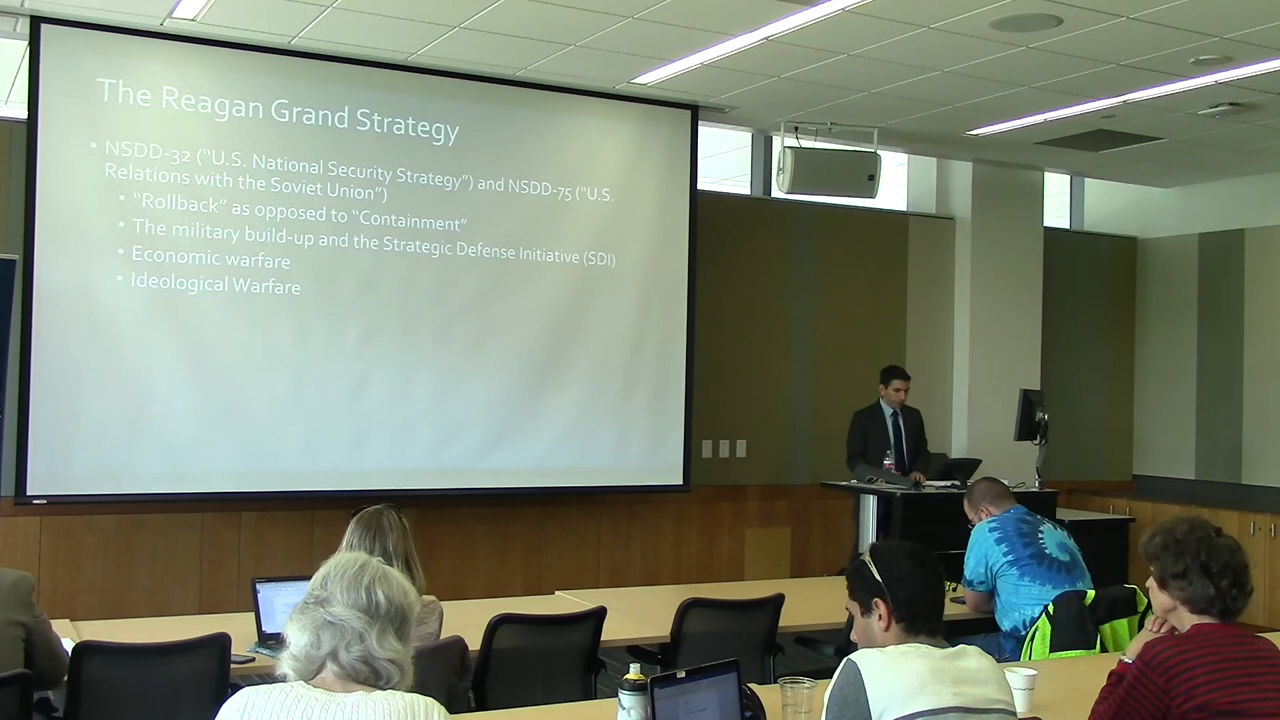 The Reagan Grand Strategy
• NSDD-32 ("U.S. National Security Strategy") and NSDD-75 ("U.S.
Relations with the Soviet Union")
• "Rollback" as opposed to "Containment"
• The military build-up and the Strategic Defense Initiative (SDI)
• Economic warfare
• Ideological Warfare